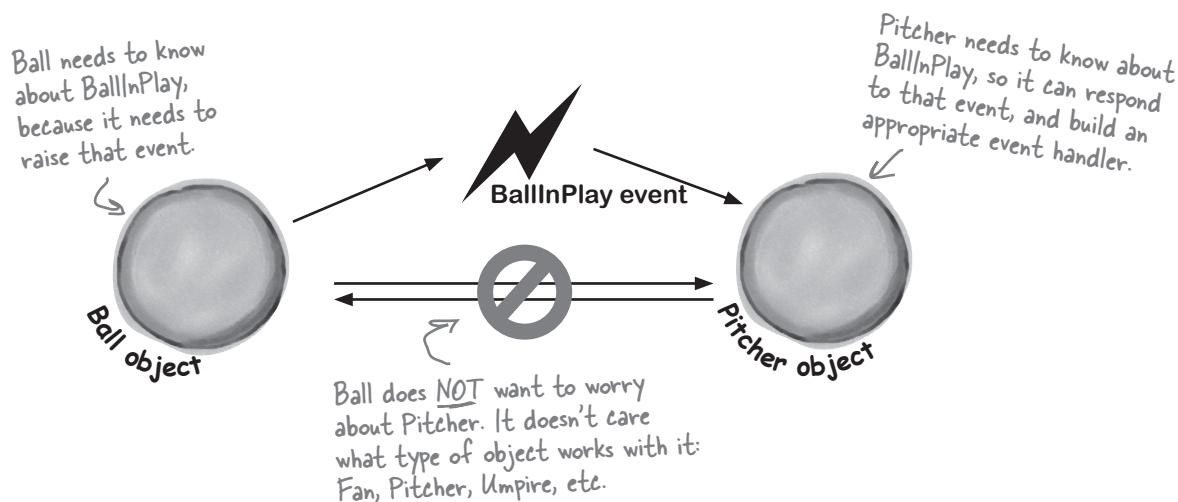 Ball needs to know
about BallInPlay,
because it needs to
raise that event.
Pitcher needs to know about
BallInPlay, so it can respond
to that event, and build an
appropriate event handler.
BallInPlay event
Ball object
Pitcher object
Ball does NOT want to worry
about Pitcher. It doesn't care
what type of object works with it:
Fan, Pitcher, Umpire, etc.